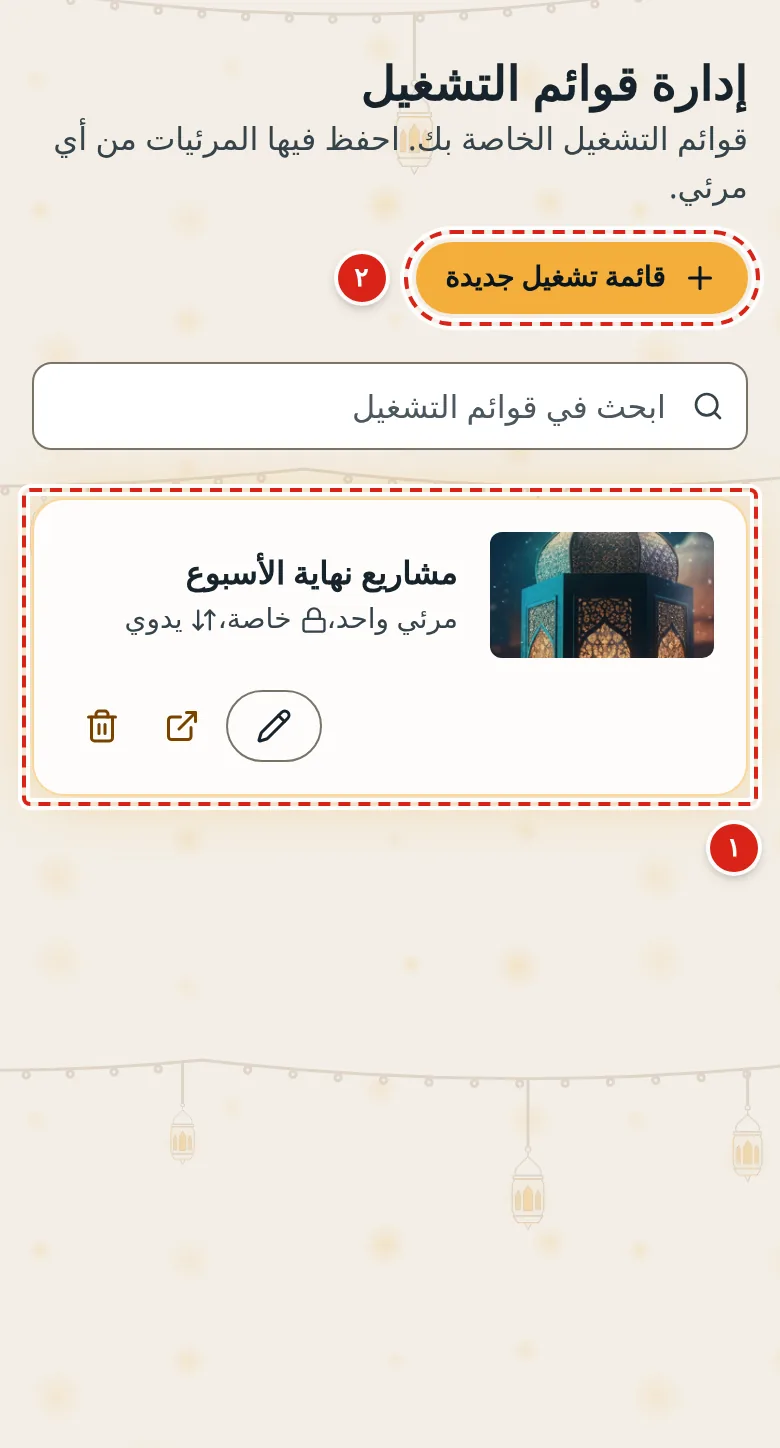 إدارة قوائم التشغيل
قوائم التشغيل الخاصة بك. احفظ فيها المرئيات من أي
مرئي.
قائمة تشغيل جديدة
٢
ابحث في قوائم التشغيل
مشاريع نهاية الأسبوع
مرئي واحد، خاصة، يدوي
١